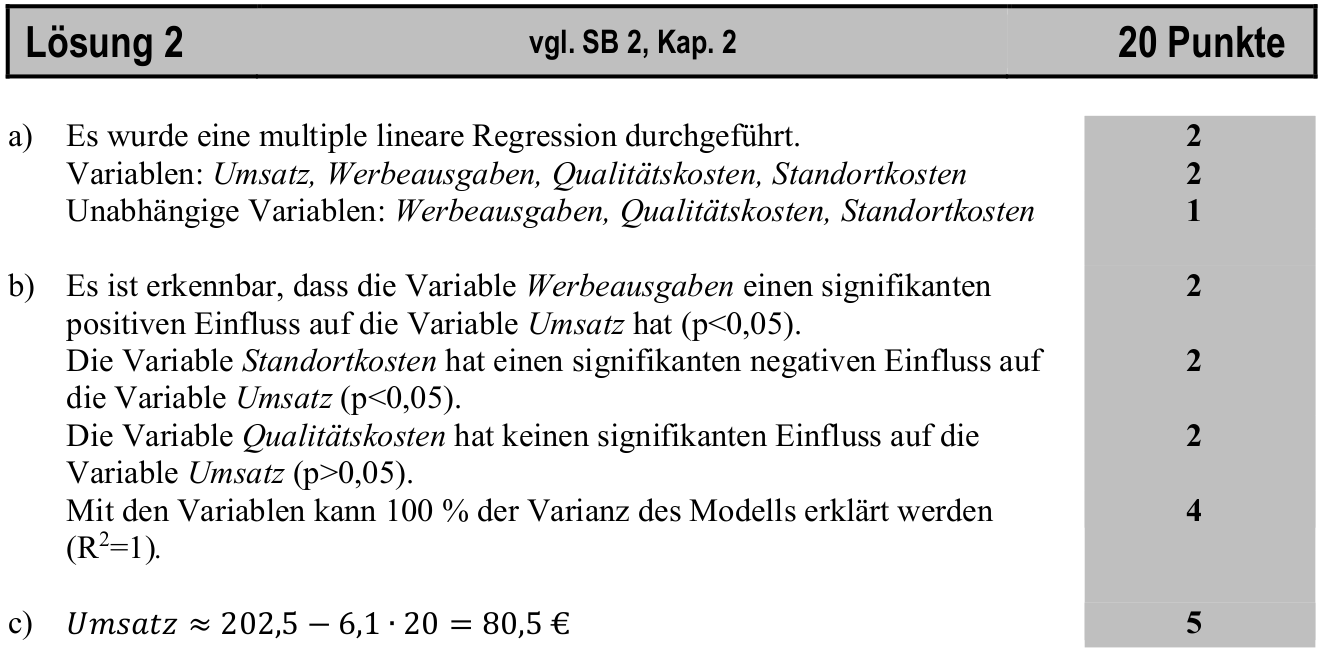 Lösung 2 vgl. SB 2, Kap. 2 20 Punkte
a) Es wurde eine multiple lineare Regression durchgeführt. 2
Variablen: Umsatz, Werbeausgaben, Qualitätskosten, Standortkosten 2
Unabhängige Variablen: Werbeausgaben, Qualitätskosten, Standortkosten 1
b) Es ist erkennbar, dass die Variable Werbeausgaben einen signifikanten 2
positiven Einfluss auf die Variable Umsatz hat (p<0,05).
Die Variable Standortkosten hat einen signifikanten negativen Einfluss auf 2
die Variable Umsatz (p<0,05).
Die Variable Qualitätskosten hat keinen signifikanten Einfluss auf die 2
Variable Umsatz (p>0,05).
Mit den Variablen kann 100 % der Varianz des Modells erklärt werden 4
(R²=1).
c) Umsatz ≈ 202,5 − 6,1 · 20 = 80,5 € 5